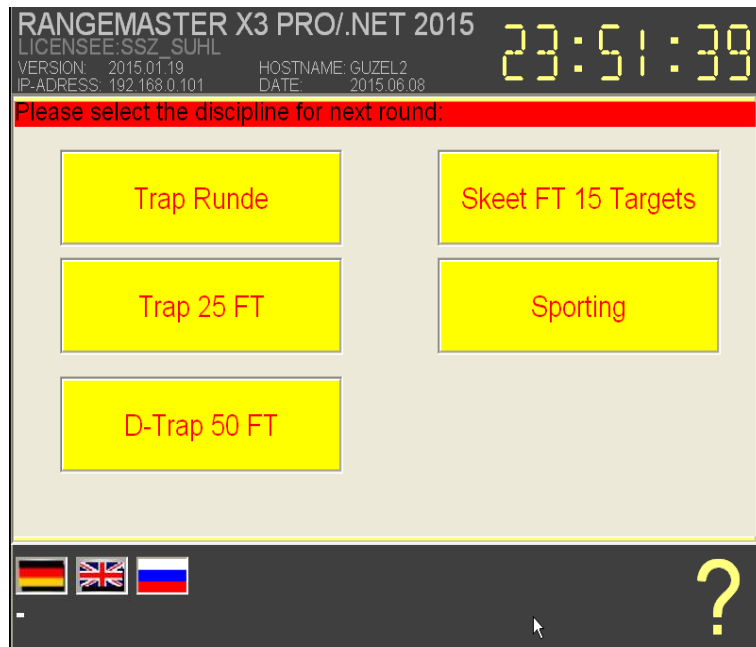 RANGEMASTER X3 PRO/.NET 2015
LICENSEE:SSZ_SUHL
VERSION: 2015.01.19 HOSTNAME: GUZEL2
IP-ADRESS: 192.168.0.101 DATE: 2015.06.08
23:51:39
Please select the discipline for next round:
Trap Runde
Skeet FT 15 Targets
Trap 25 FT
Sporting
D-Trap 50 FT
-
?